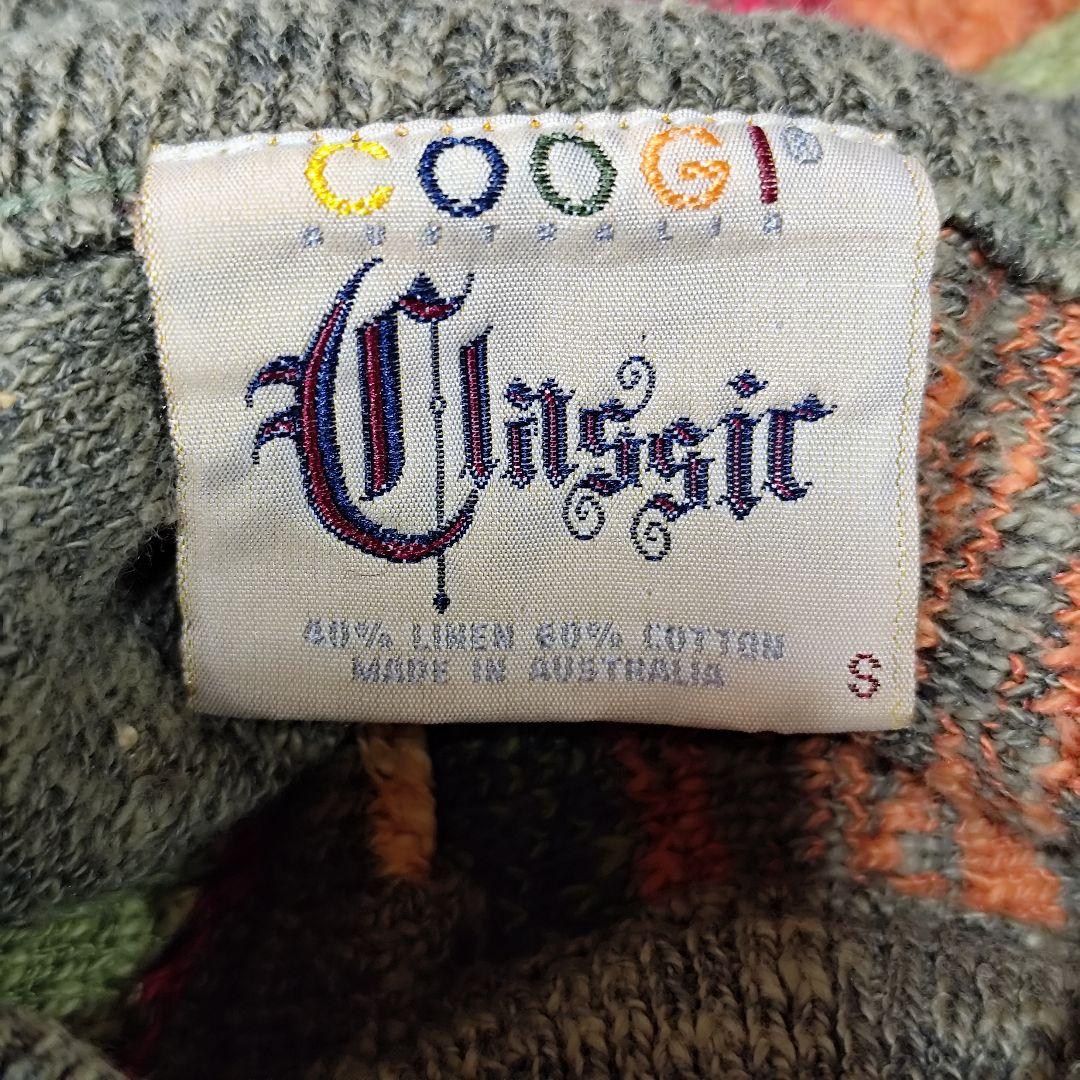 COOGI®
AUSTRALIA
Classic
40% LINEN 60% COTTON
MADE IN AUSTRALIA
S